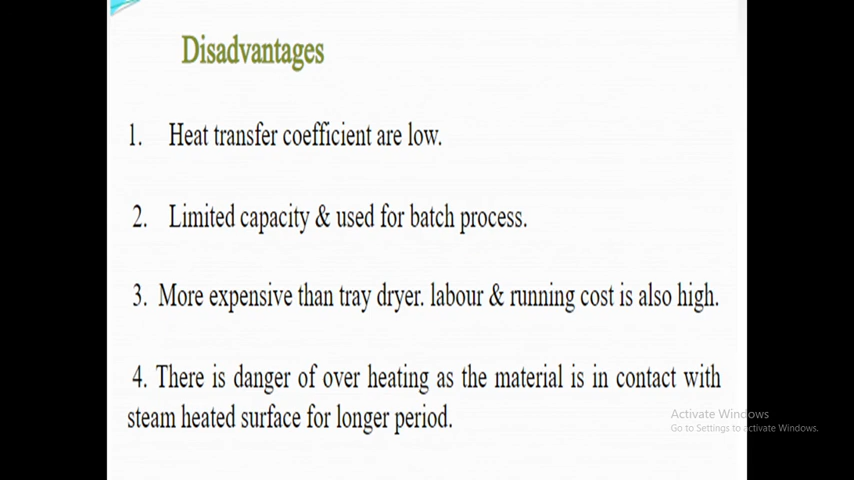 Disadvantages
1. Heat transfer coefficient are low.
2. Limited capacity & used for batch process.
3. More expensive than tray dryer. labour & running cost is also high.
4. There is danger of over heating as the material is in contact with
steam heated surface for longer period.
Activate Windows
Go to Settings to activate Windows.